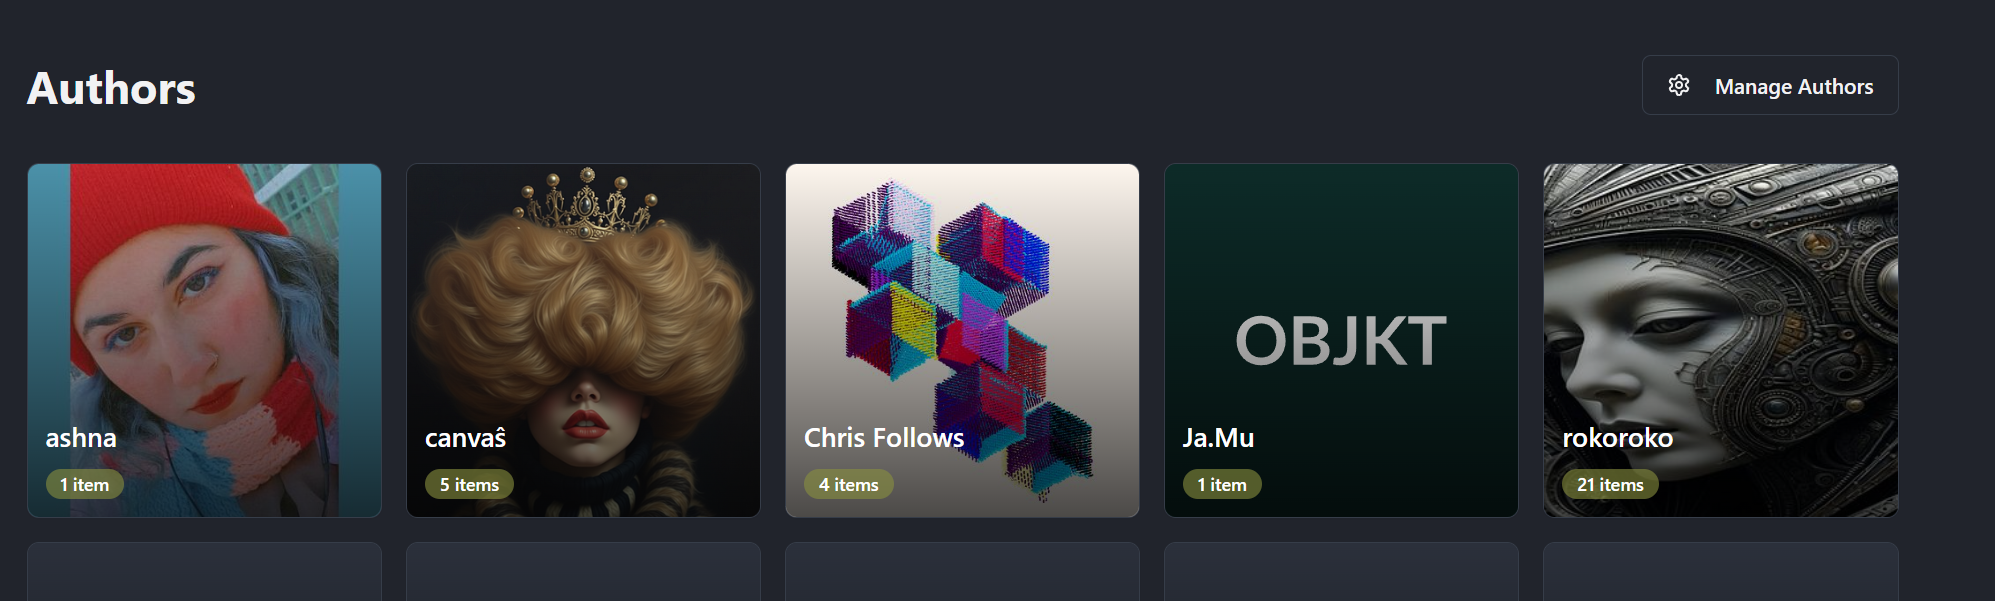 Authors
Manage Authors
ashna
1 item
canvaŝ
5 items
Chris Follows
4 items
OBJKT
Ja.Mu
1 item
rokoroko
21 items